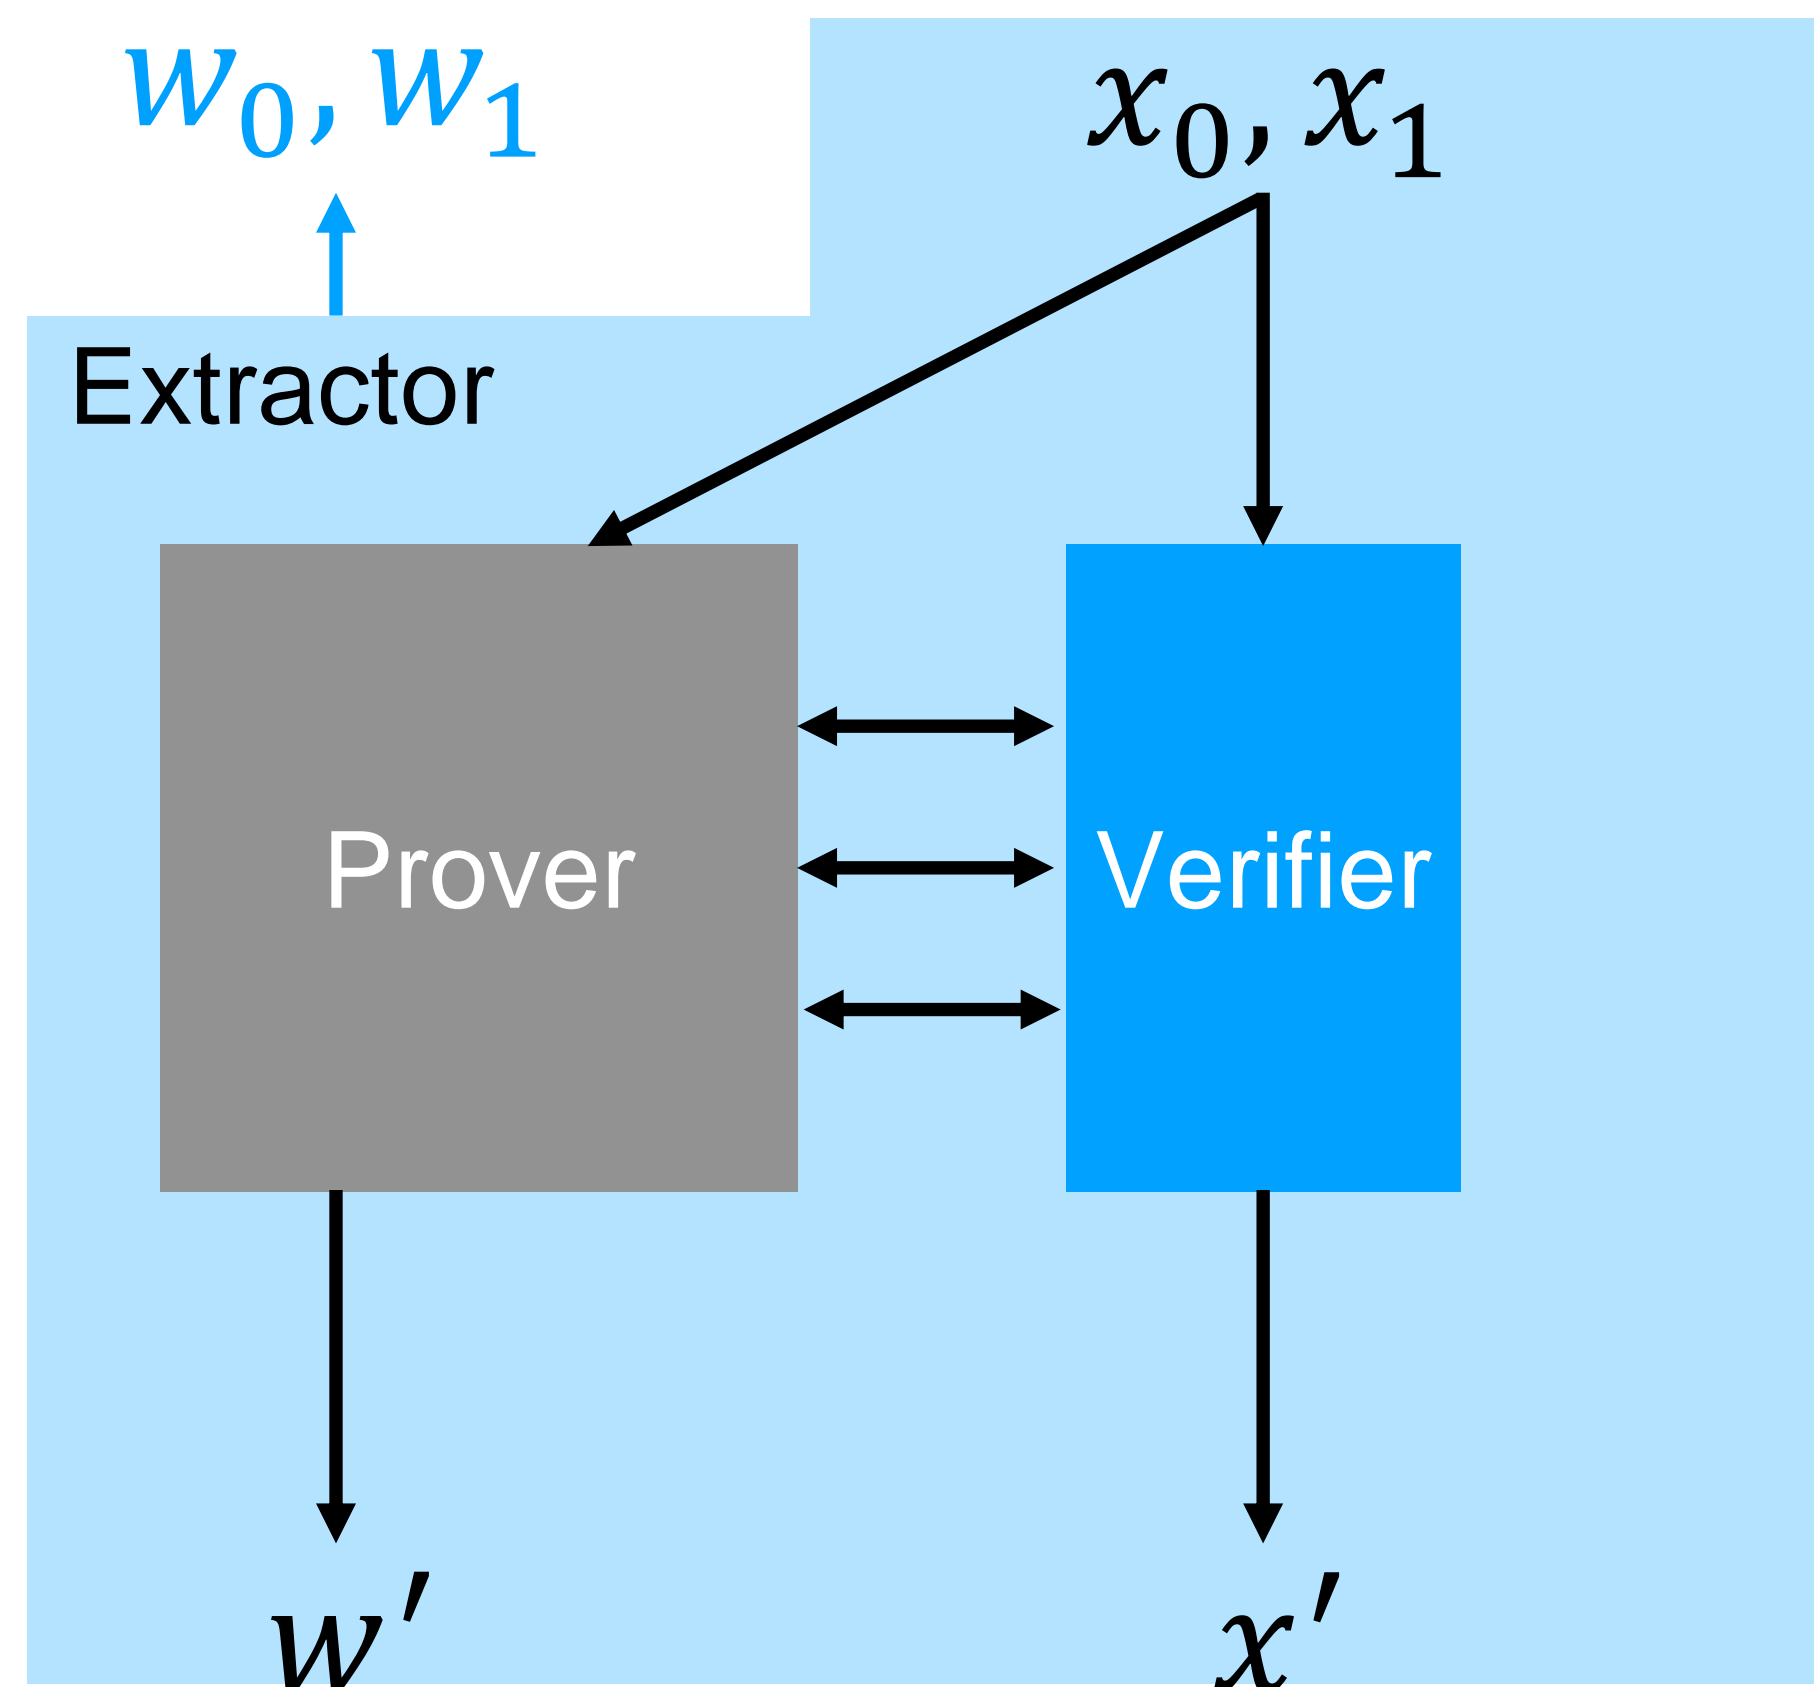 w₀, w₁
x₀, x₁
Extractor
Prover
Verifier
w′
x′